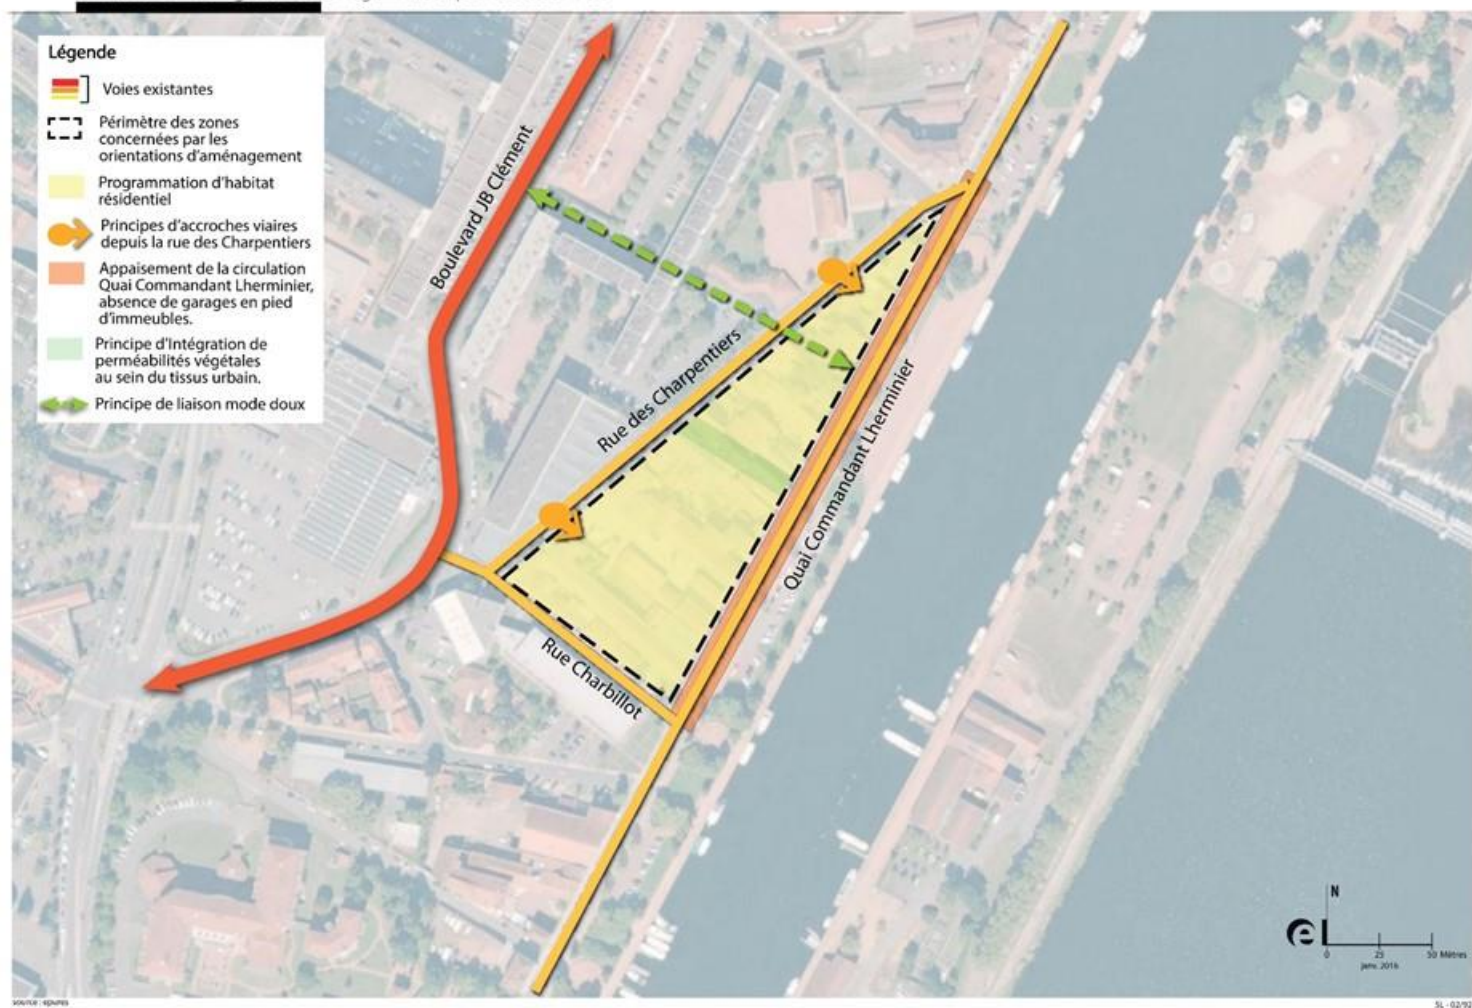 Légende
Voies existantes
Périmètre des zones
concernées par les
orientations d'aménagement
Programmation d'habitat
résidentiel
Principes d'accroches viaires
depuis la rue des Charpentiers
Appaisement de la circulation
Quai Commandant Lherminier,
absence de garages en pied
d'immeubles.
Principe d'Intégration de
perméabilités végétales
au sein du tissus urbain.
Principe de liaison mode doux
Boulevard JB Clément
Rue des Charpentiers
Quai Commandant Lherminier
Rue Charbillot
N
0 25 50 Mètres
janv. 2016
source : epures